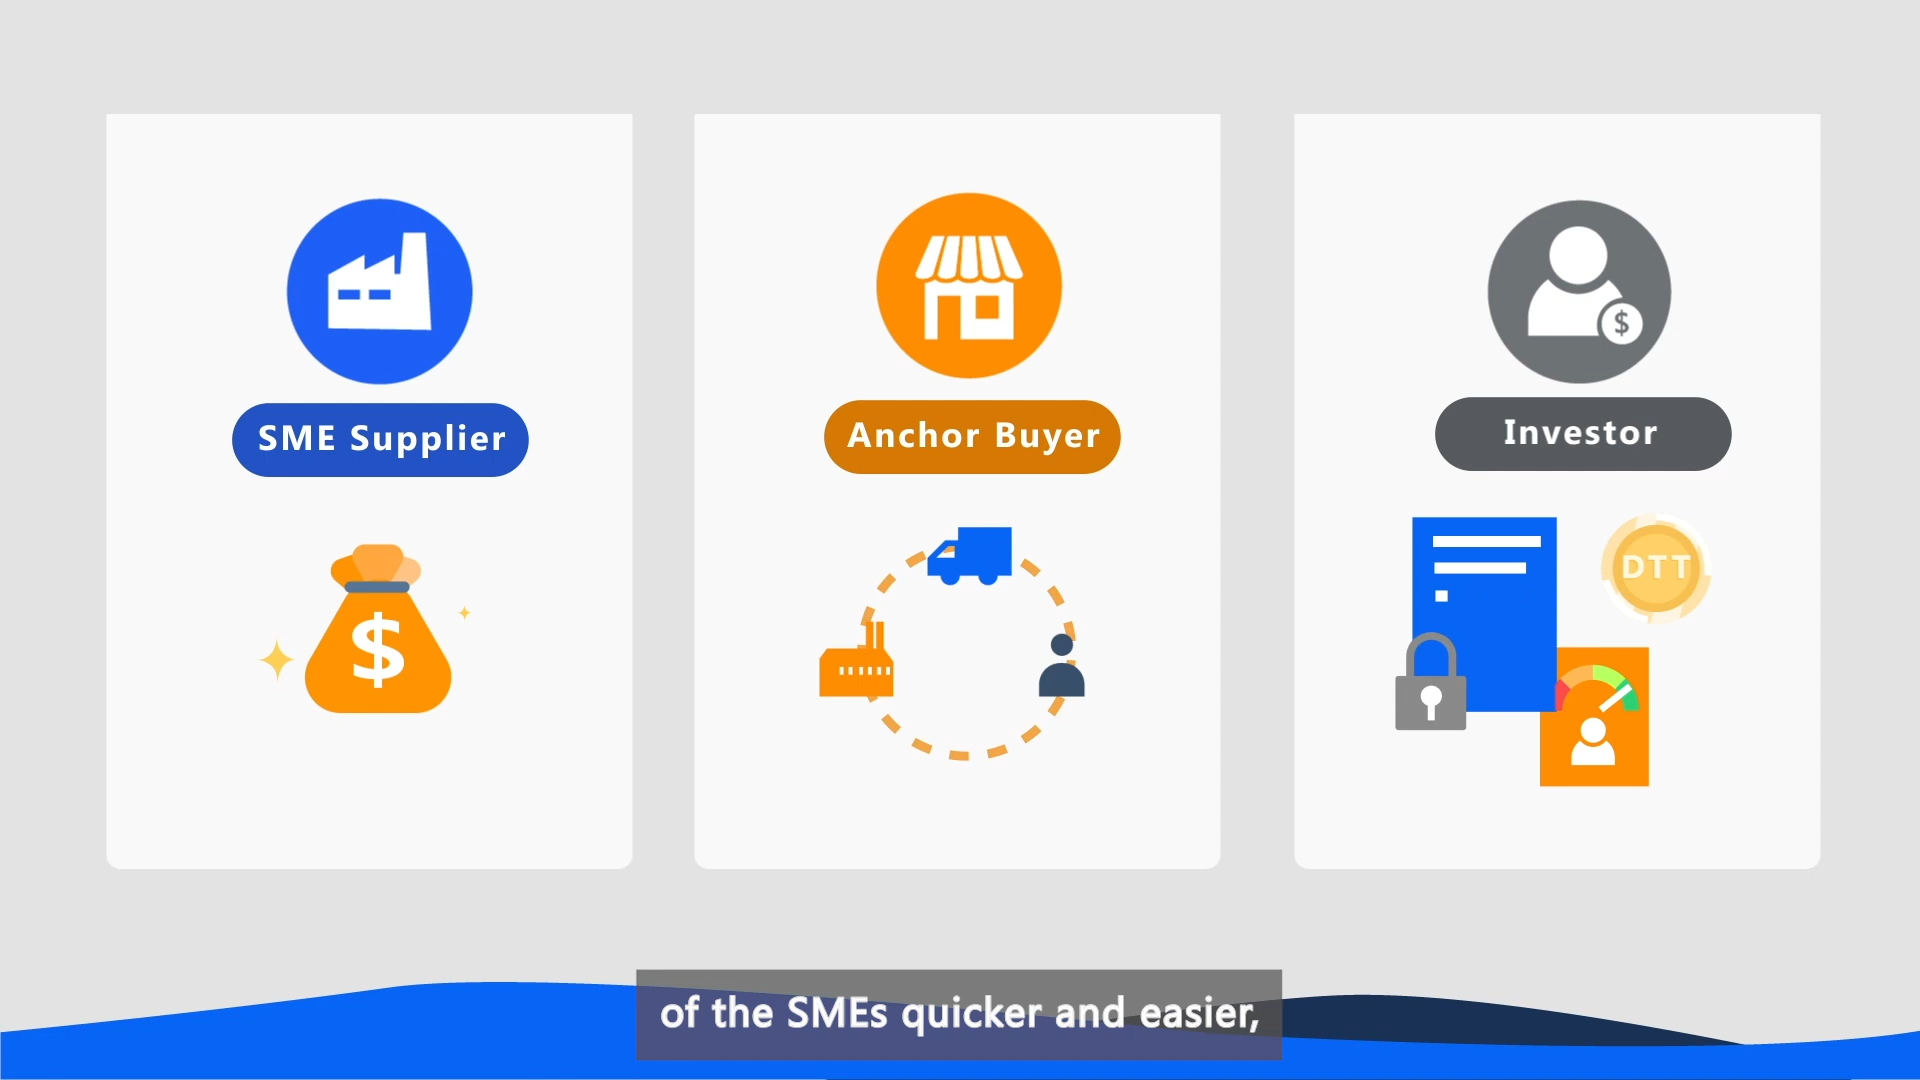 SME Supplier
Anchor Buyer
Investor
$
$
DTT
of the SMEs quicker and easier,